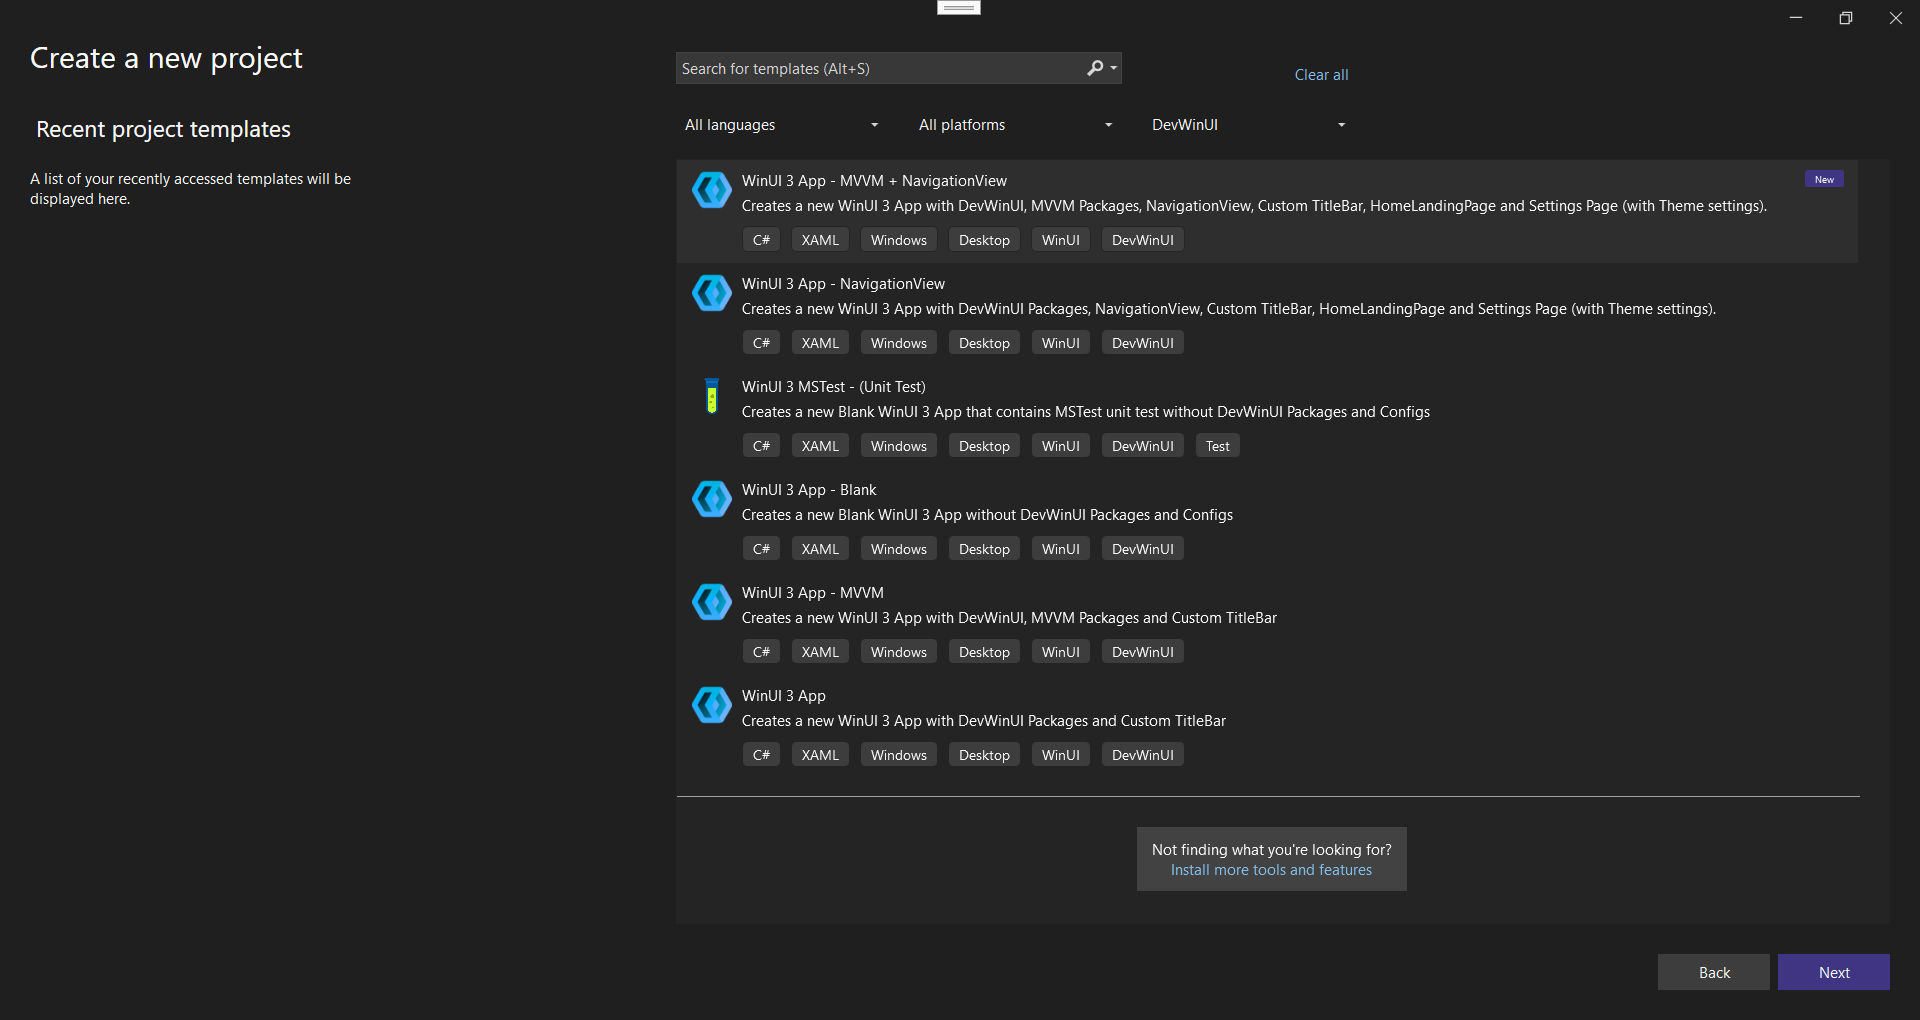 Create a new project
Recent project templates
A list of your recently accessed templates will be
displayed here.
Search for templates (Alt+S)
Clear all
All languages
All platforms
DevWinUI
WinUI 3 App - MVVM + NavigationView
New
Creates a new WinUI 3 App with DevWinUI, MVVM Packages, NavigationView, Custom TitleBar, HomeLandingPage and Settings Page (with Theme settings).
C# XAML Windows Desktop WinUI DevWinUI
WinUI 3 App - NavigationView
Creates a new WinUI 3 App with DevWinUI Packages, NavigationView, Custom TitleBar, HomeLandingPage and Settings Page (with Theme settings).
C# XAML Windows Desktop WinUI DevWinUI
WinUI 3 MSTest - (Unit Test)
Creates a new Blank WinUI 3 App that contains MSTest unit test without DevWinUI Packages and Configs
C# XAML Windows Desktop WinUI DevWinUI Test
WinUI 3 App - Blank
Creates a new Blank WinUI 3 App without DevWinUI Packages and Configs
C# XAML Windows Desktop WinUI DevWinUI
WinUI 3 App - MVVM
Creates a new WinUI 3 App with DevWinUI, MVVM Packages and Custom TitleBar
C# XAML Windows Desktop WinUI DevWinUI
WinUI 3 App
Creates a new WinUI 3 App with DevWinUI Packages and Custom TitleBar
C# XAML Windows Desktop WinUI DevWinUI
Not finding what you're looking for?
Install more tools and features
Back
Next